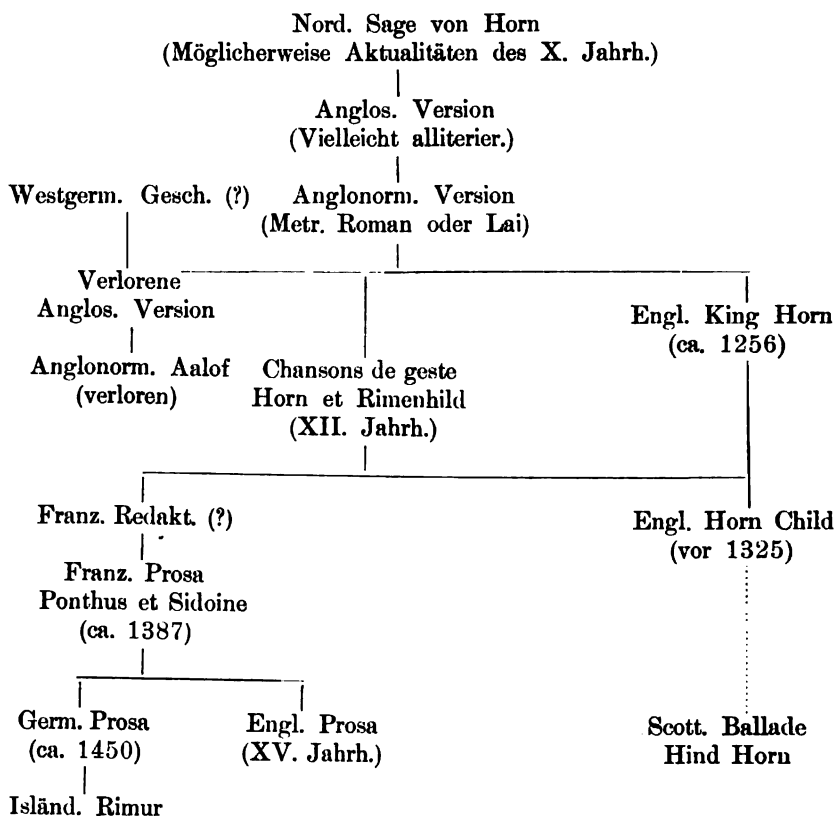 Nord. Sage von Horn
(Möglicherweise Aktualitäten des X. Jahrh.)
Anglos. Version
(Vielleicht alliterier.)
Westgerm. Gesch. (?)
Anglonorm. Version
(Metr. Roman oder Lai)
Verlorene
Anglos. Version
Engl. King Horn
(ca. 1256)
Anglonorm. Aalof
(verloren)
Chansons de geste
Horn et Rimenhild
(XII. Jahrh.)
Franz. Redakt. (?)
Engl. Horn Child
(vor 1325)
Franz. Prosa
Ponthus et Sidoine
(ca. 1387)
Germ. Prosa
(ca. 1450)
Engl. Prosa
(XV. Jahrh.)
Scott. Ballade
Hind Horn
Isländ. Rimur